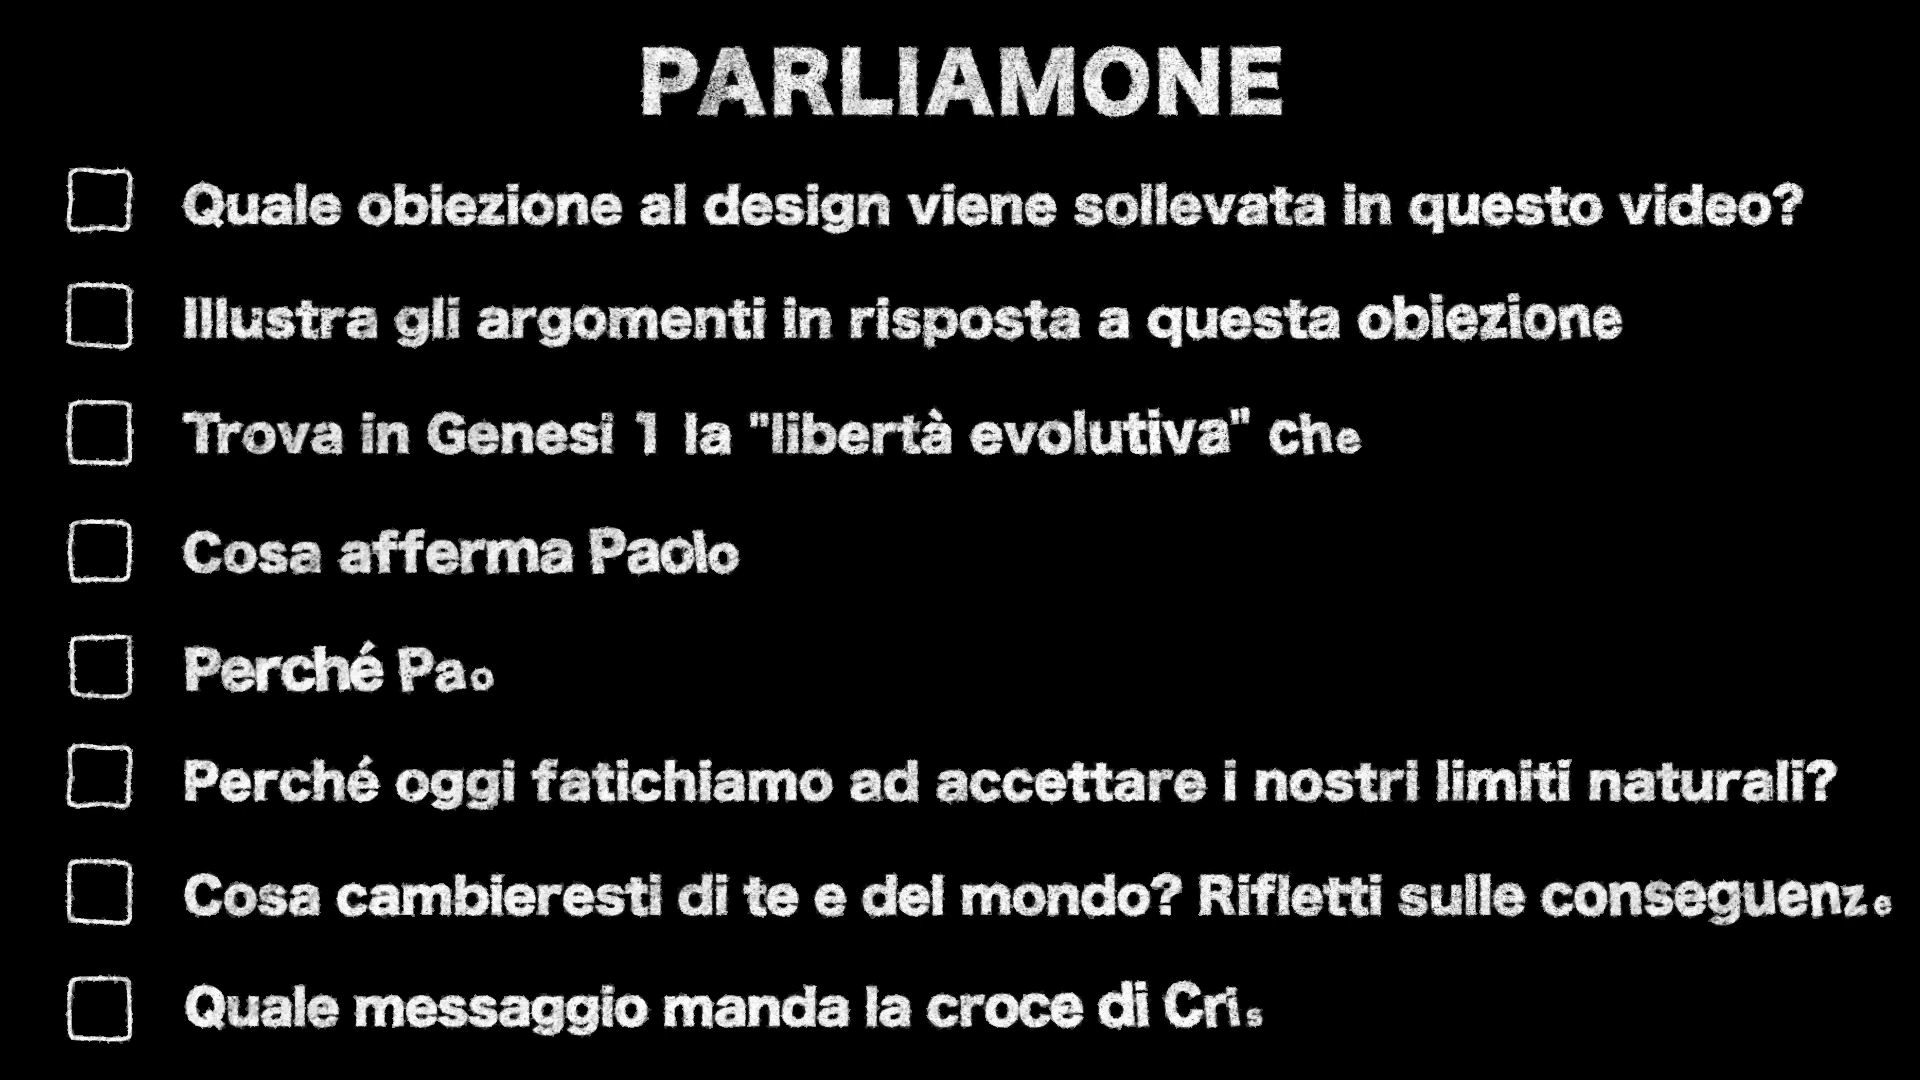 PARLIAMONE
Quale obiezione al design viene sollevata in questo video?
Illustra gli argomenti in risposta a questa obiezione
Trova in Genesi 1 la "libertà evolutiva" che
Cosa afferma Paolo
Perché Pao
Perché oggi fatichiamo ad accettare i nostri limiti naturali?
Cosa cambieresti di te e del mondo? Rifletti sulle conseguenze
Quale messaggio manda la croce di Cris